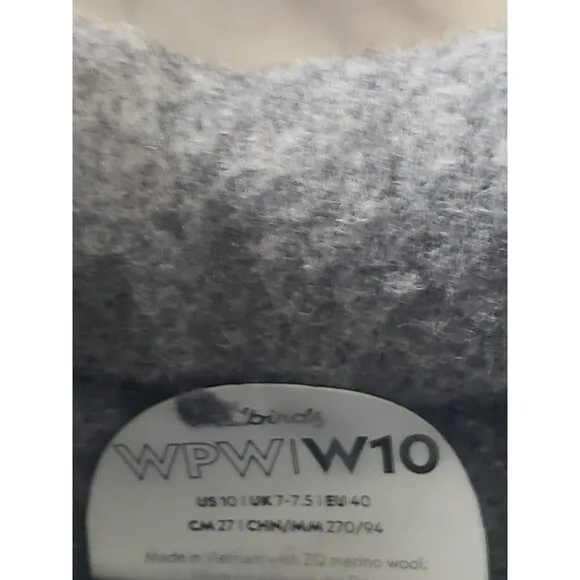 WPW|W10
US 10 | UK 7-7.5 | EU 40
CM 27 | CHN/MM 270/94
Made in Vietnam with ZQ merino wool.